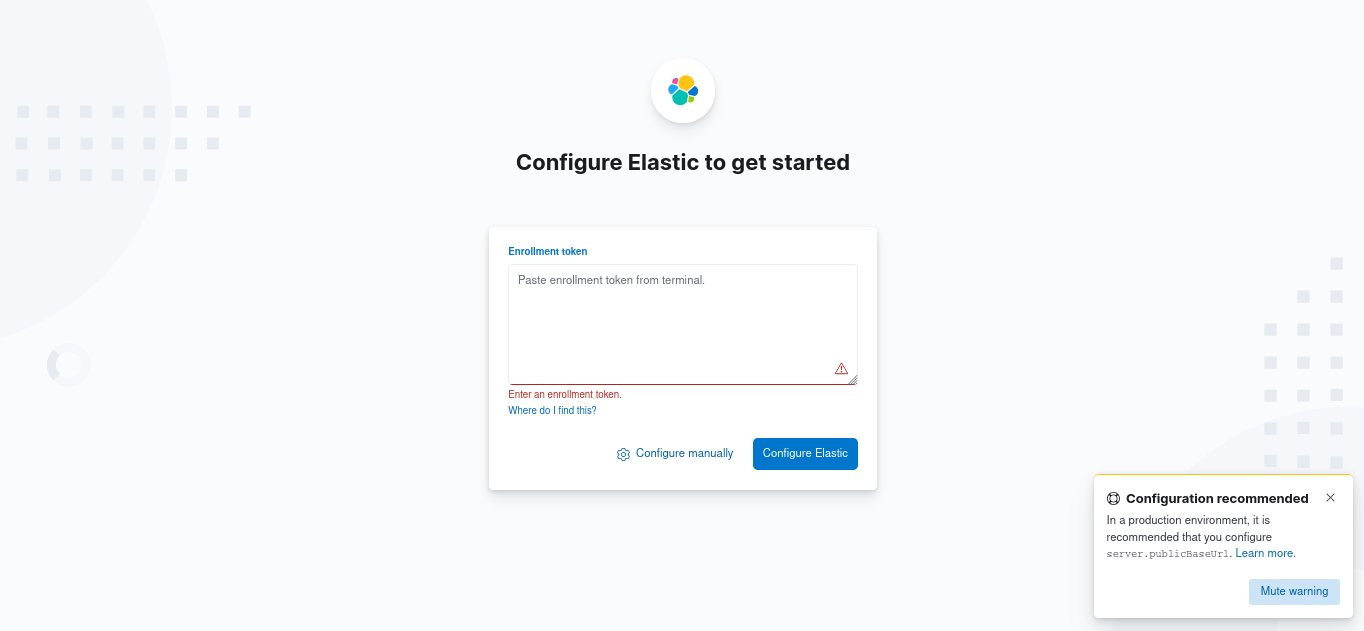 Configure Elastic to get started
Enrollment token
Paste enrollment token from terminal.
Enter an enrollment token.
Where do I find this?
Configure manually
Configure Elastic
Configuration recommended
In a production environment, it is
recommended that you configure
server.publicBaseUrl. Learn more.
Mute warning